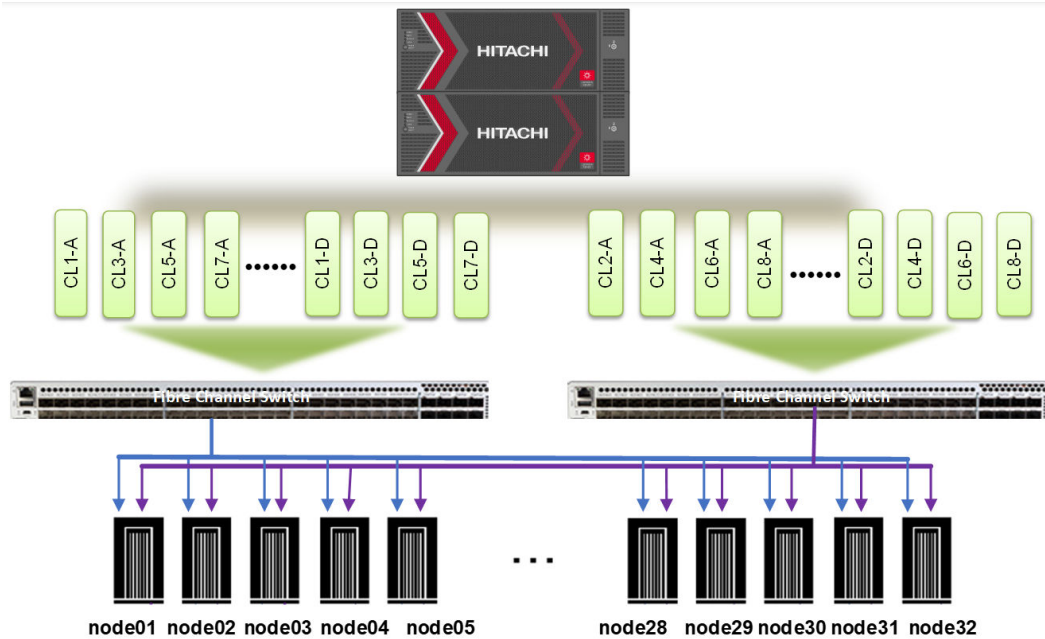 HITACHI
HITACHI
CL1-A
CL3-A
CL5-A
CL7-A
......
CL1-D
CL3-D
CL5-D
CL7-D
CL2-A
CL4-A
CL6-A
CL8-A
......
CL2-D
CL4-D
CL6-D
CL8-D
Fibre Channel Switch
Fibre Channel Switch
...
node01 node02 node03 node04 node05 node28 node29 node30 node31 node32